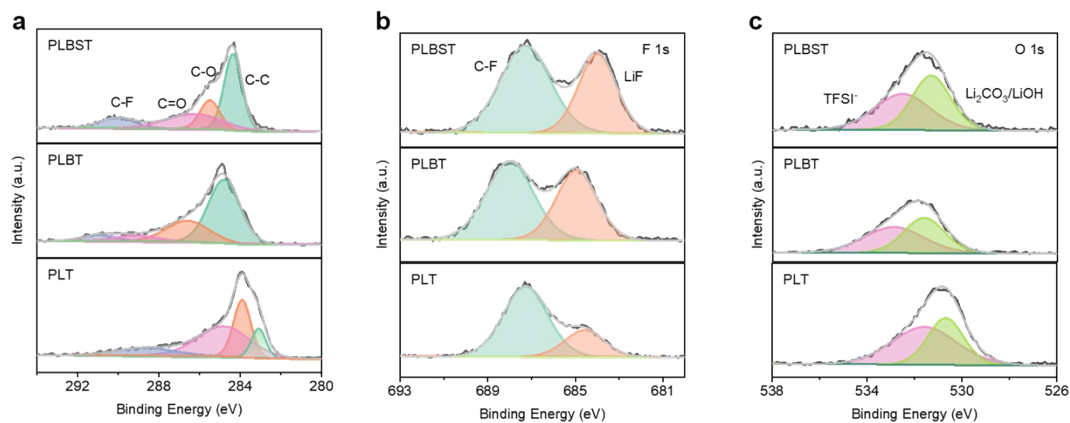 a
PLBST
C-F
C=O
C-O
C-C
PLBT
PLT
Intensity (a.u.)
292
288
284
280
Binding Energy (eV)
b
PLBST
F 1s
C-F
LiF
PLBT
PLT
Intensity (a.u.)
693
689
685
681
Binding Energy (eV)
c
PLBST
O 1s
TFSI⁻
Li₂CO₃/LiOH
PLBT
PLT
Intensity (a.u.)
538
534
530
526
Binding Energy (eV)